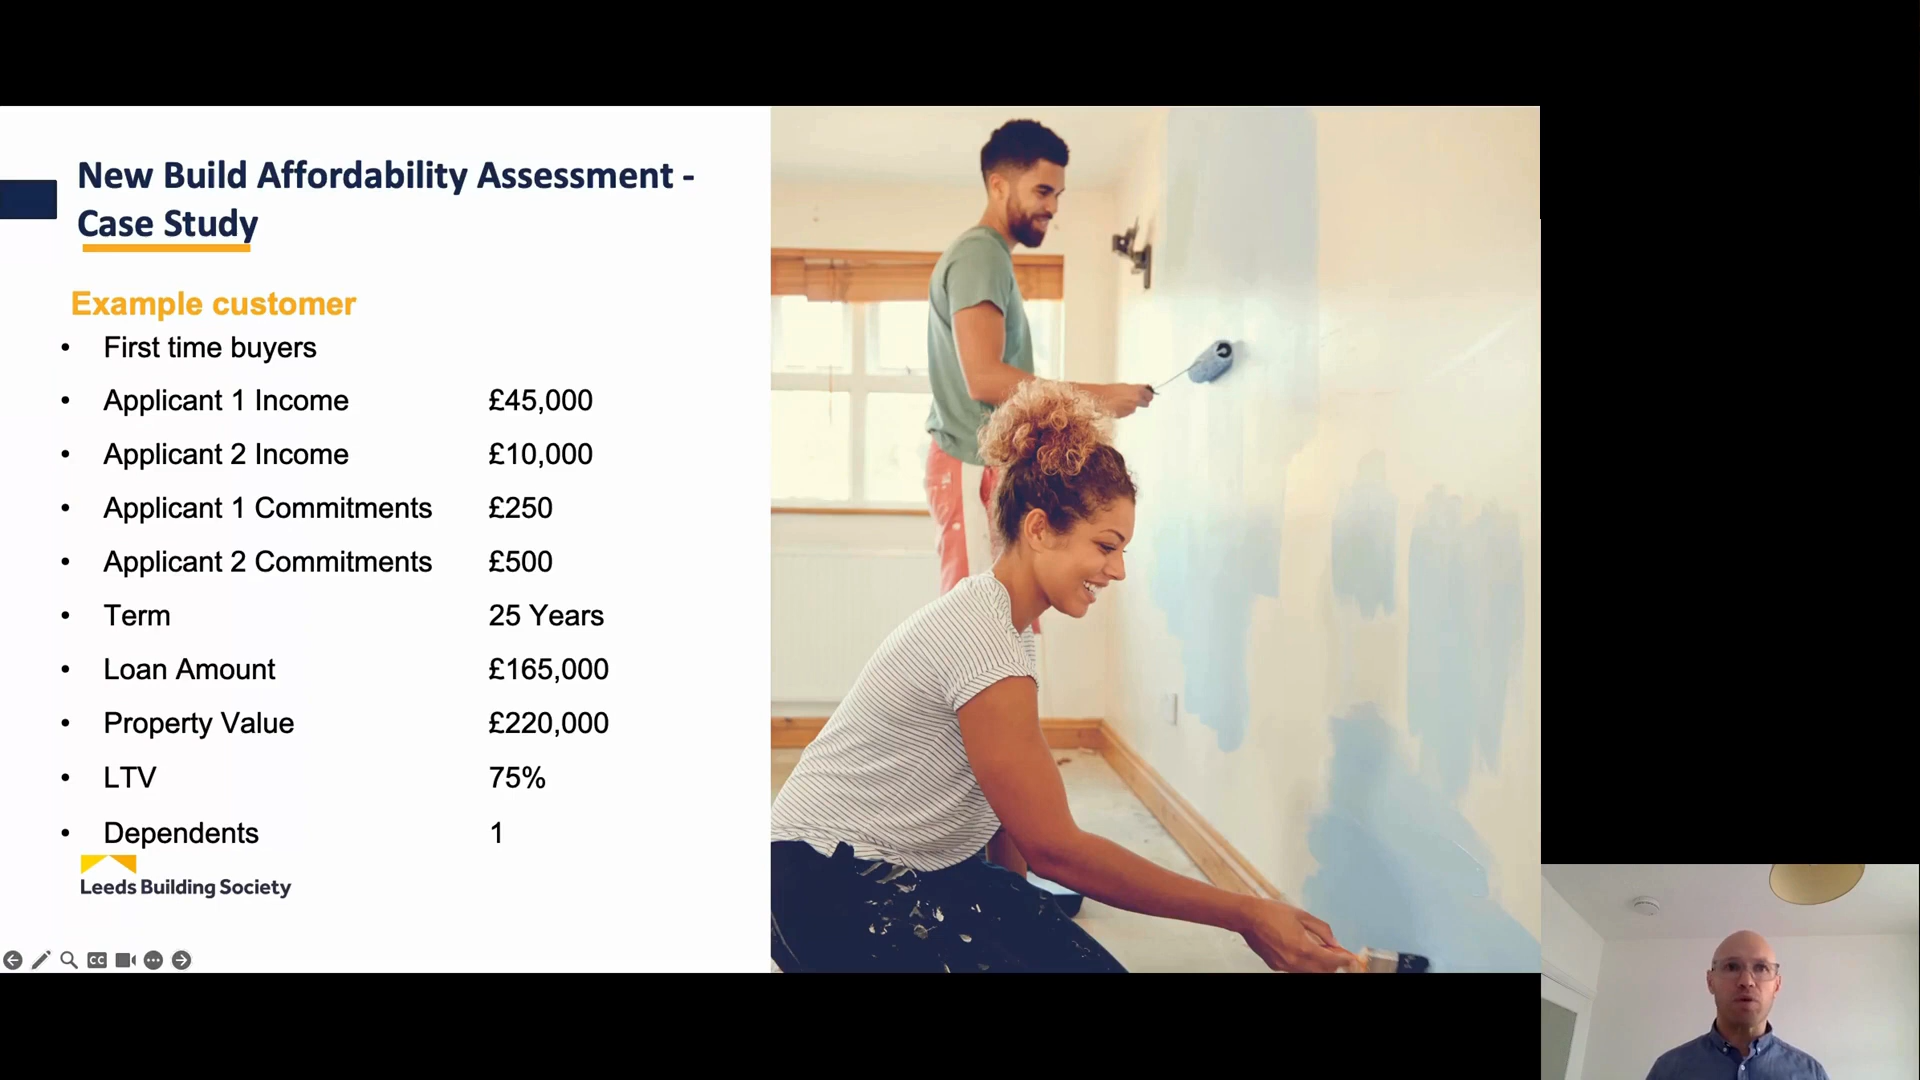 New Build Affordability Assessment -
Case Study
Example customer
• First time buyers
• Applicant 1 Income £45,000
• Applicant 2 Income £10,000
• Applicant 1 Commitments £250
• Applicant 2 Commitments £500
• Term 25 Years
• Loan Amount £165,000
• Property Value £220,000
• LTV 75%
• Dependents 1
Leeds Building Society
CC